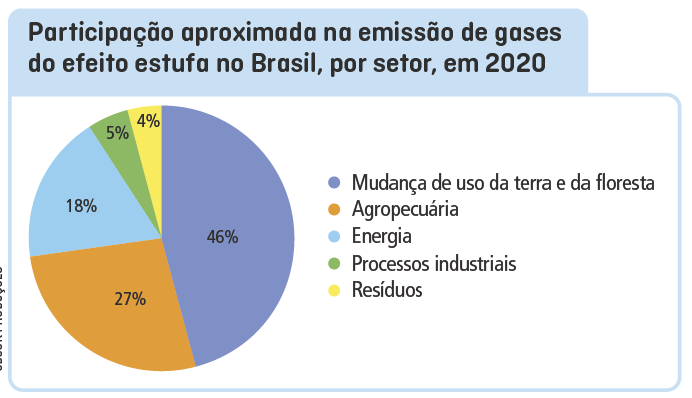 Participação aproximada na emissão de gases
do efeito estufa no Brasil, por setor, em 2020
4%
5%
18%
46%
27%
Mudança de uso da terra e da floresta
Agropecuária
Energia
Processos industriais
Resíduos